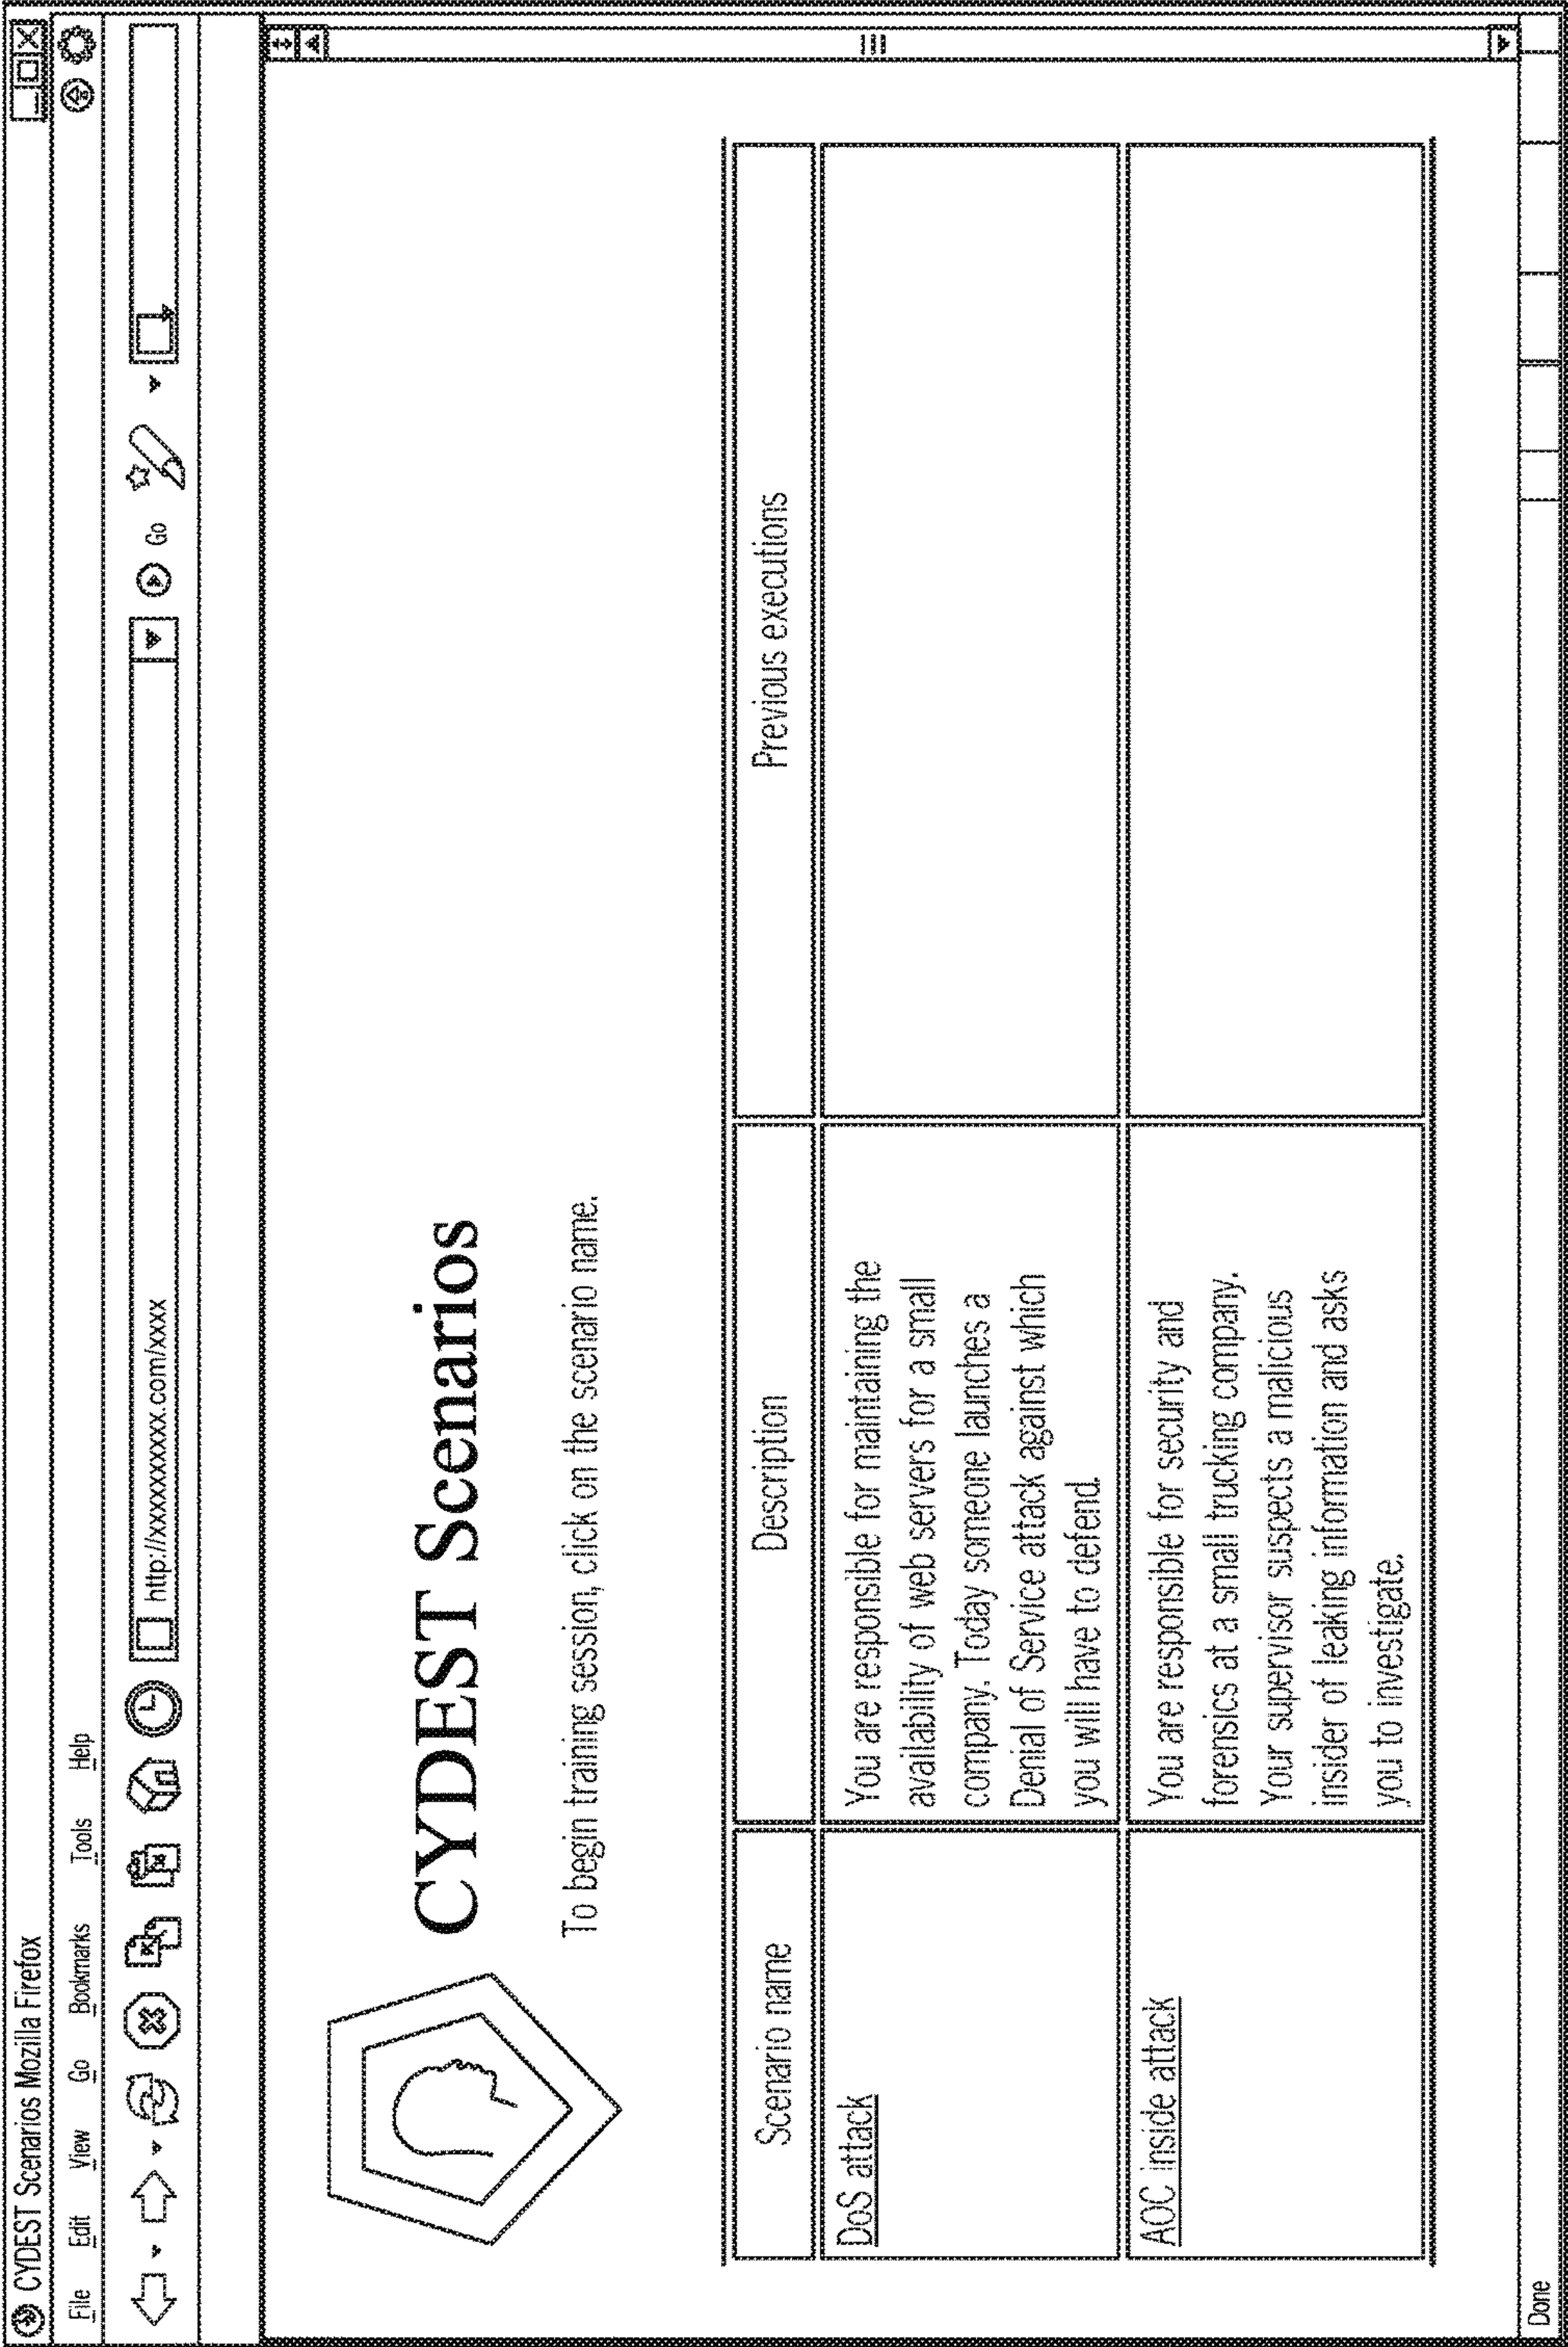 CYDEST Scenarios Mozilla Firefox
File Edit View Go Bookmarks Tools Help
http://xxxxxxxxxx.com/xxxx
Go
CYDEST Scenarios
To begin training session, click on the scenario name.
Scenario name
Description
Previous executions
DoS attack
You are responsible for maintaining the
availability of web servers for a small
company. Today someone launches a
Denial of Service attack against which
you will have to defend.
AOC inside attack
You are responsible for security and
forensics at a small trucking company.
Your supervisor suspects a malicious
insider of leaking information and asks
you to investigate.
Done